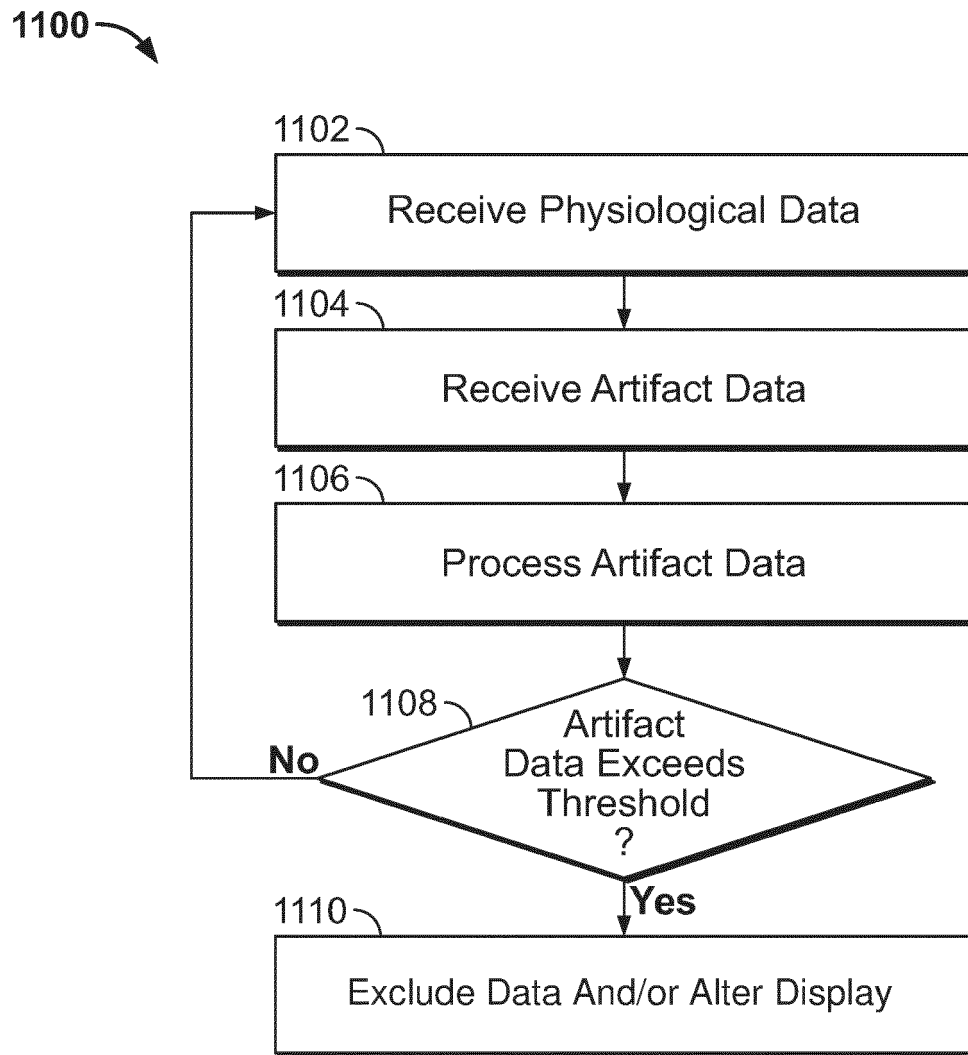 1100
1102
Receive Physiological Data
1104
Receive Artifact Data
1106
Process Artifact Data
1108
Artifact
Data Exceeds
Threshold
?
No
Yes
1110
Exclude Data And/or Alter Display